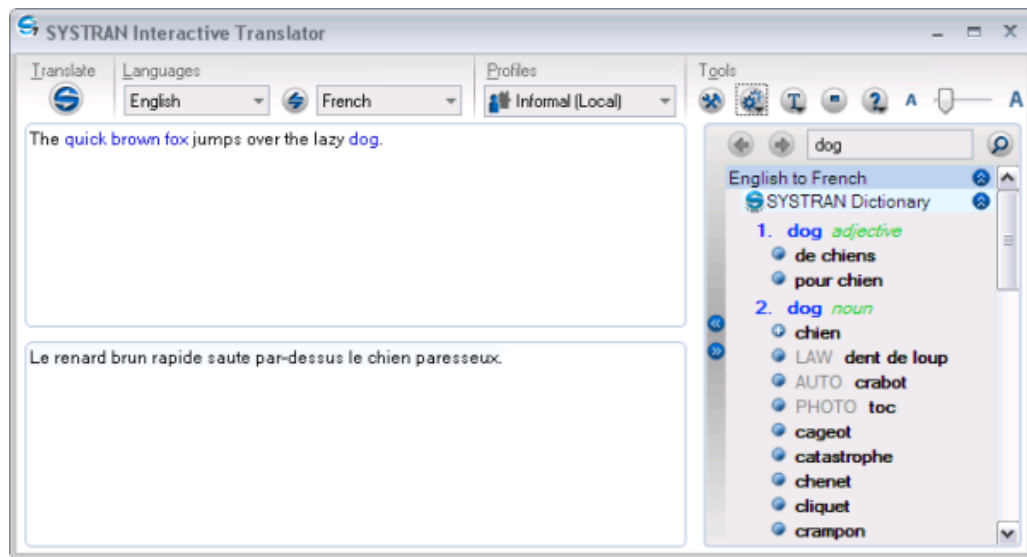 SYSTRAN Interactive Translator
Translate Languages Profiles Tools
English French Informal (Local) T ? A A
The quick brown fox jumps over the lazy dog.
Le renard brun rapide saute par-dessus le chien paresseux.
dog
English to French
SYSTRAN Dictionary
1. dog adjective
de chiens
pour chien
2. dog noun
chien
LAW dent de loup
AUTO crabot
PHOTO toc
cageot
catastrophe
chenet
cliquet
crampon